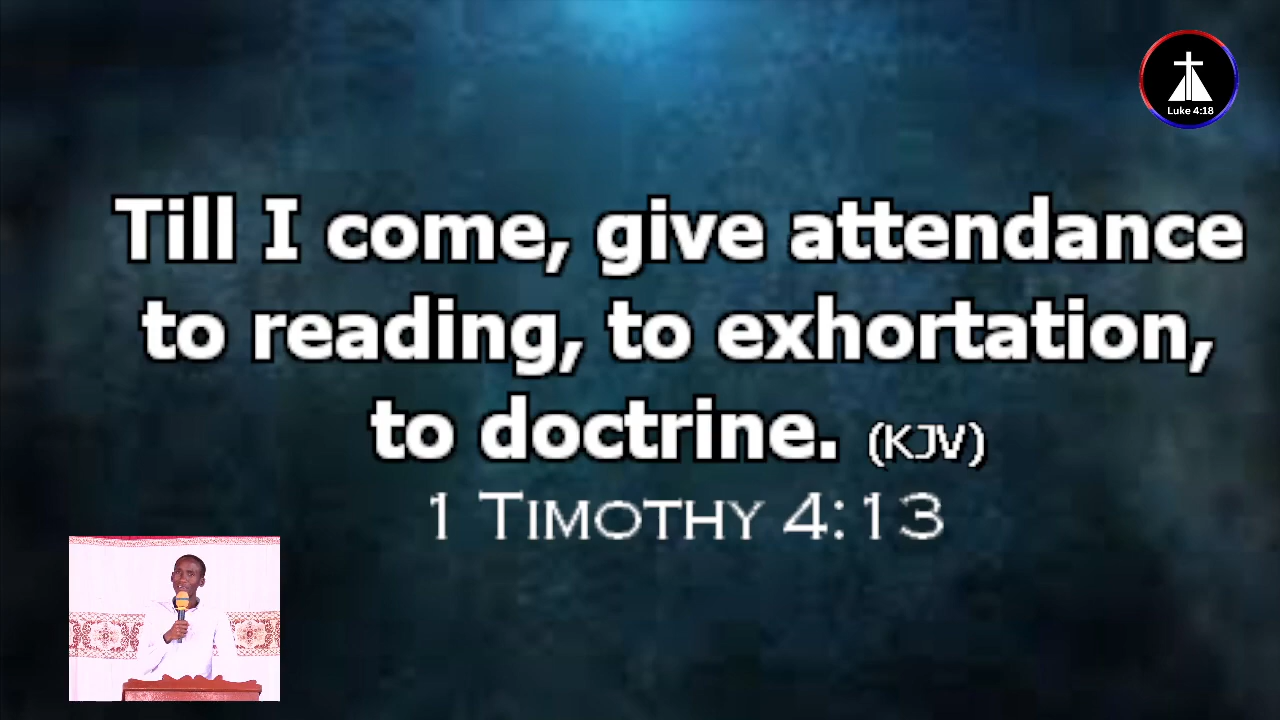 Luke 4:18
Till I come, give attendance
to reading, to exhortation,
to doctrine. (KJV)
1 TIMOTHY 4:13